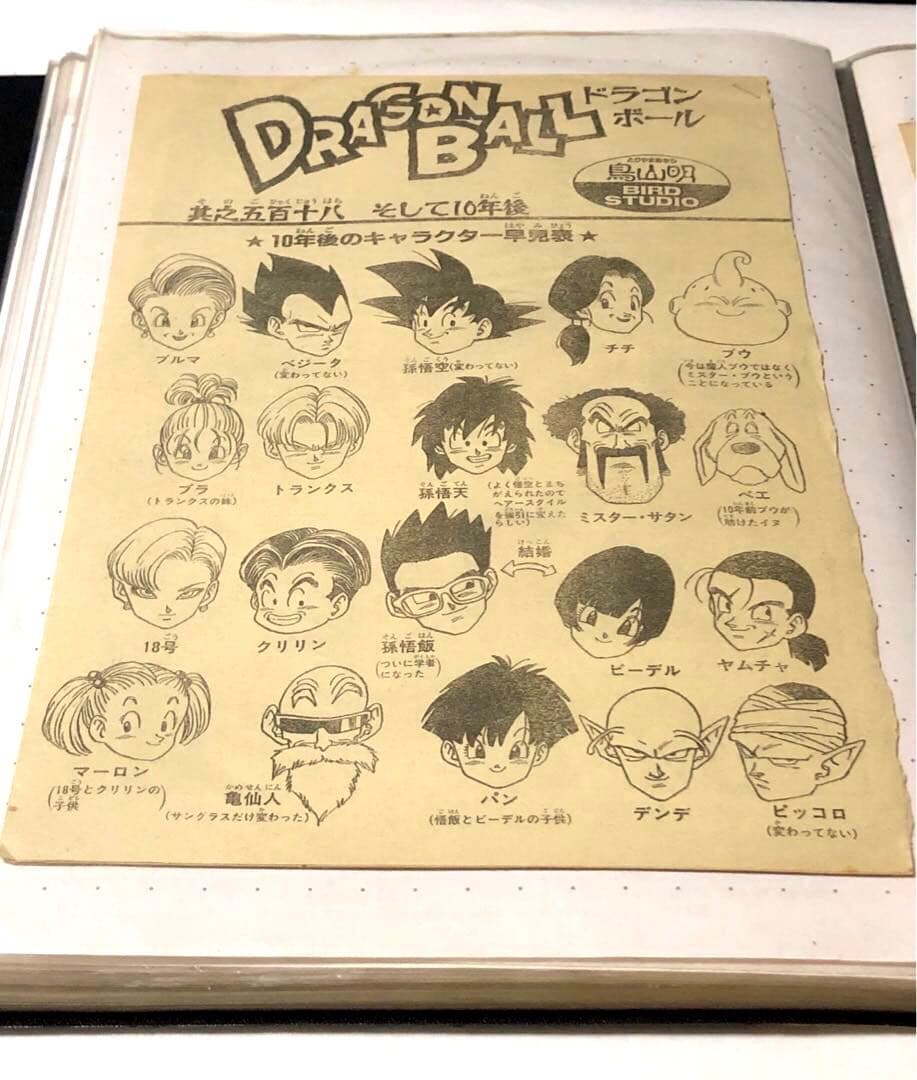 DRAGON BALL ドラゴン
ボール
とりやまあきら
鳥山明
BIRD
STUDIO
其之五百十八 そして10年後
★10年後のキャラクター早見表★
ブルマ
ベジータ
(変わってない)
孫悟空(変わってない)
チチ
ブウ
(今は魔人ブウではなく
ミスター・ブウという
ことになっている)
ブラ
(トランクスの妹)
トランクス
孫悟天
(よく悟空とまち
がえられたので
ヘアースタイル
を強引に変えた
らしい)
ミスター・サタン
ベエ
(10年前ブウが
助けたイヌ)
18号
クリリン
孫悟飯
(ついに学者
になった)
結婚
ビーデル
ヤムチャ
マーロン
(18号とクリリンの
子供)
亀仙人
(サングラスだけ変わった)
パン
(悟飯とビーデルの子供)
デンデ
ピッコロ
(変わってない)